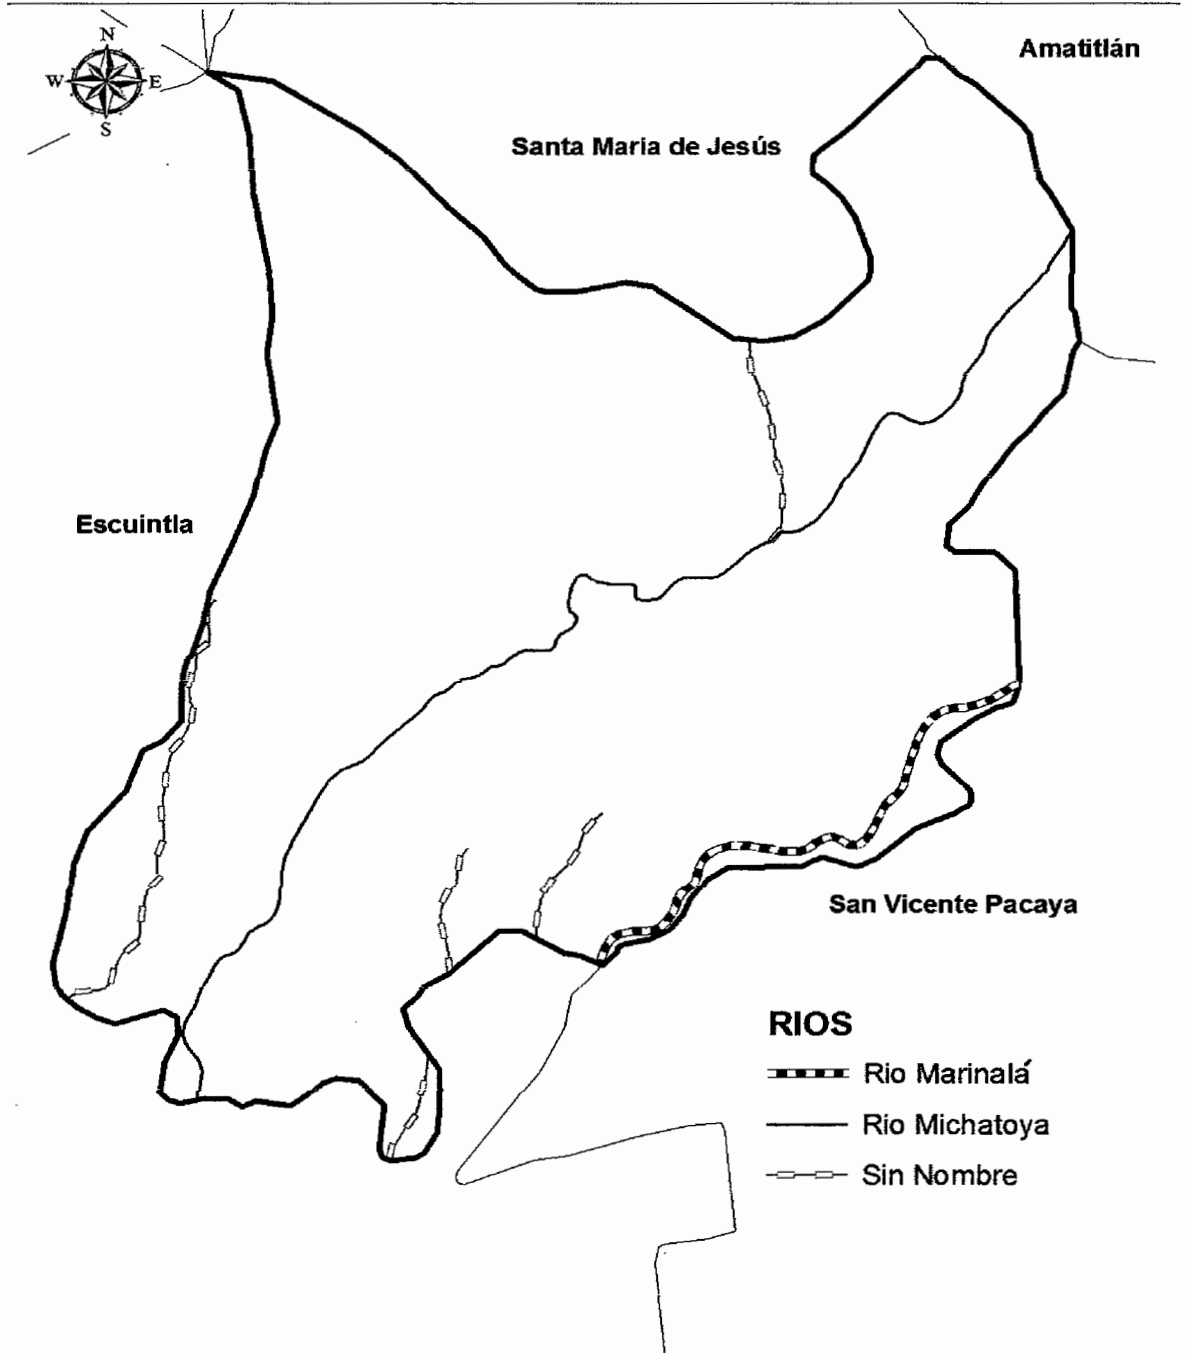 N
W E
S
Amatitlán
Santa Maria de Jesús
Escuintla
San Vicente Pacaya
RIOS
Rio Marinalá
Rio Michatoya
Sin Nombre